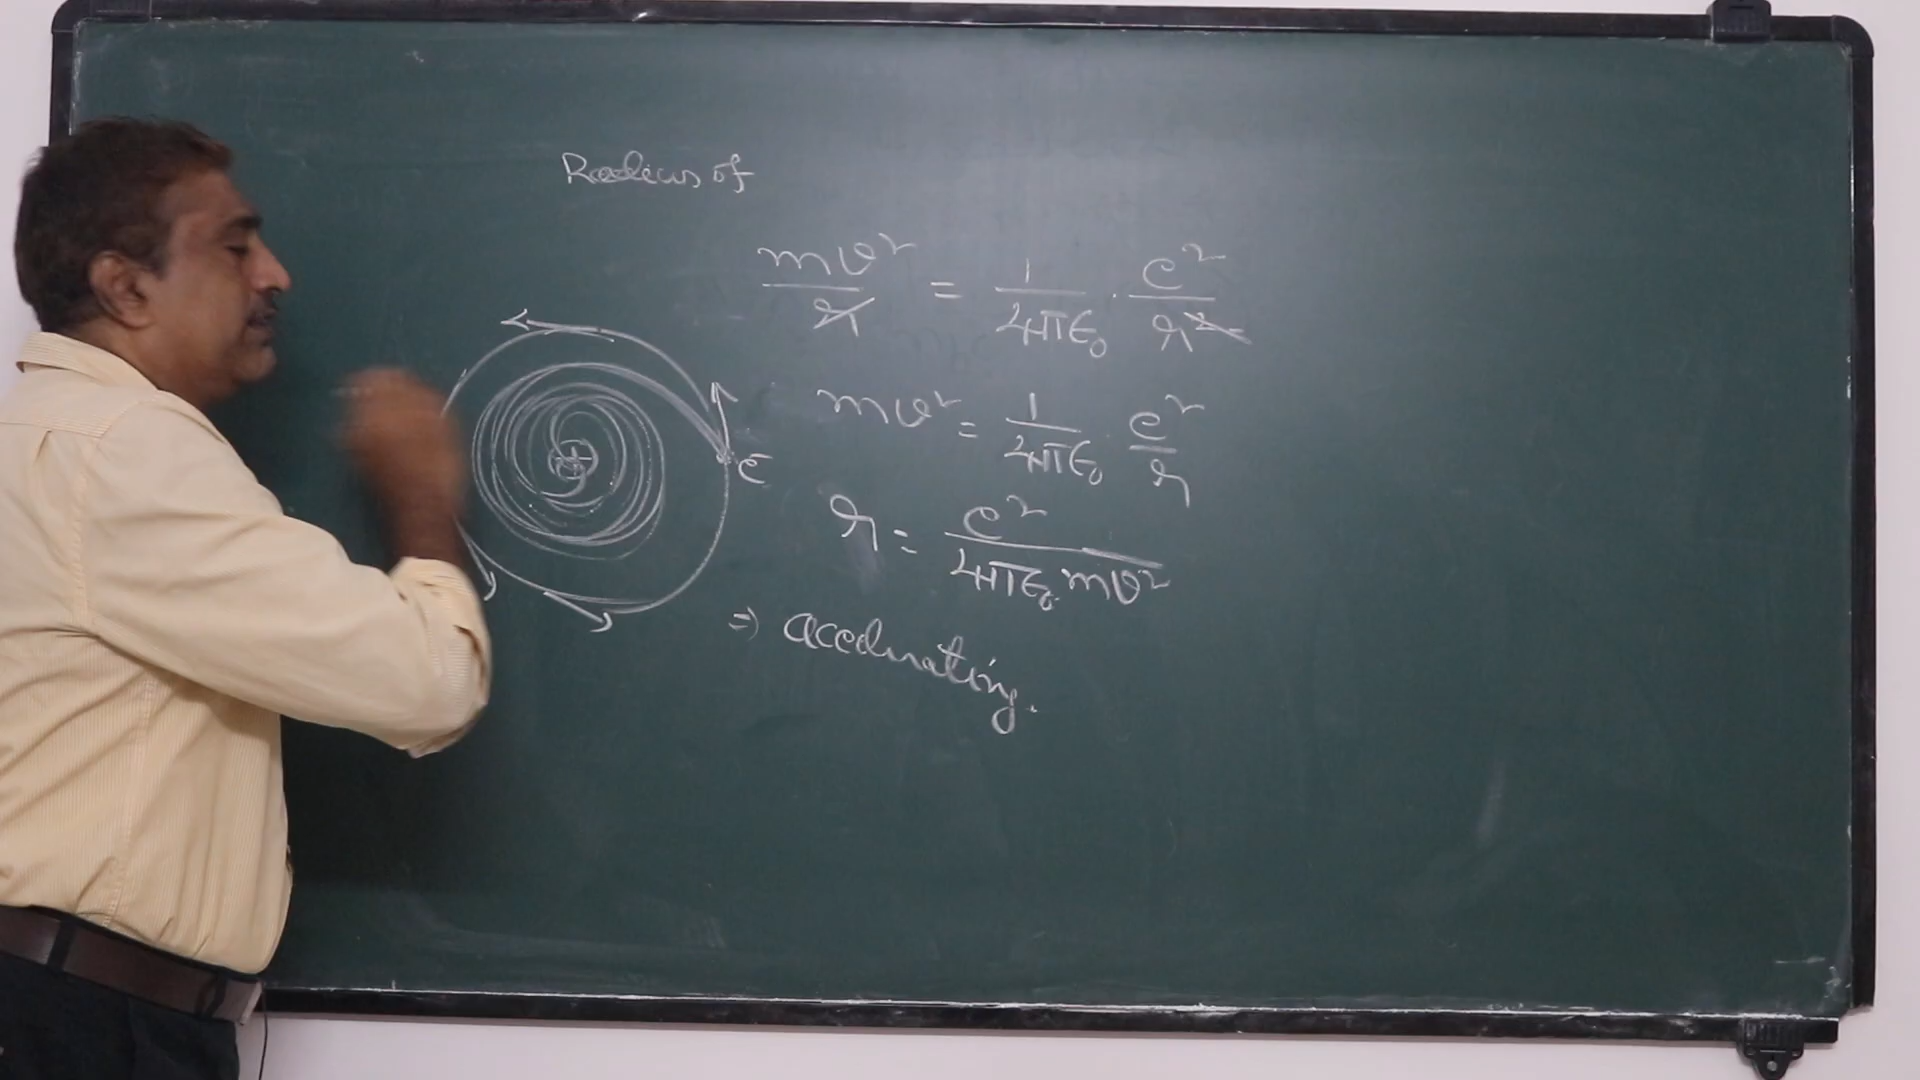 Radius of
mv²/r = 1/4πϵ₀ · e²/r²
e⁻
+
mv² = 1/4πϵ₀ e²/r
r = e²/4πϵ₀mv²
⇒ accelerating.